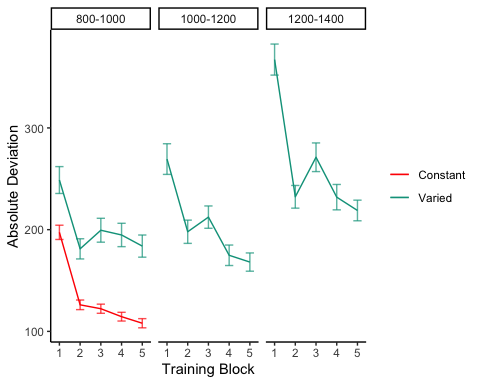 800-1000 1000-1200 1200-1400
Absolute Deviation
300
200
100
1 2 3 4 5 1 2 3 4 5 1 2 3 4 5
Training Block
Constant
Varied